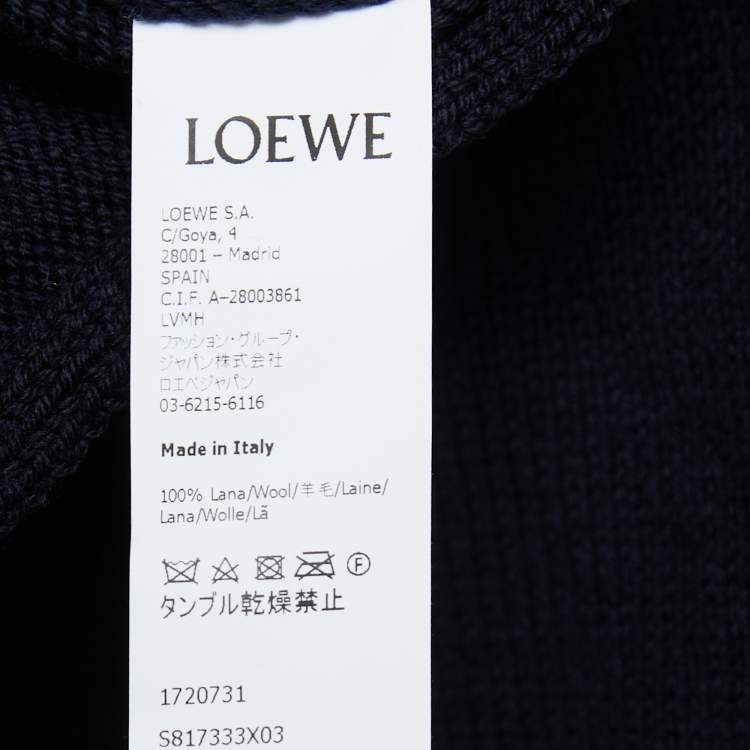 LOEWE
LOEWE S.A.
C/Goya, 4
28001 – Madrid
SPAIN
C.I.F. A–28003861
LVMH
ファッション・グループ・
ジャパン株式会社
ロエベジャパン
03-6215-6116
Made in Italy
100% Lana/Wool/羊毛/Laine/
Lana/Wolle/Lã
F
タンブル乾燥禁止
1720731
S817333X03